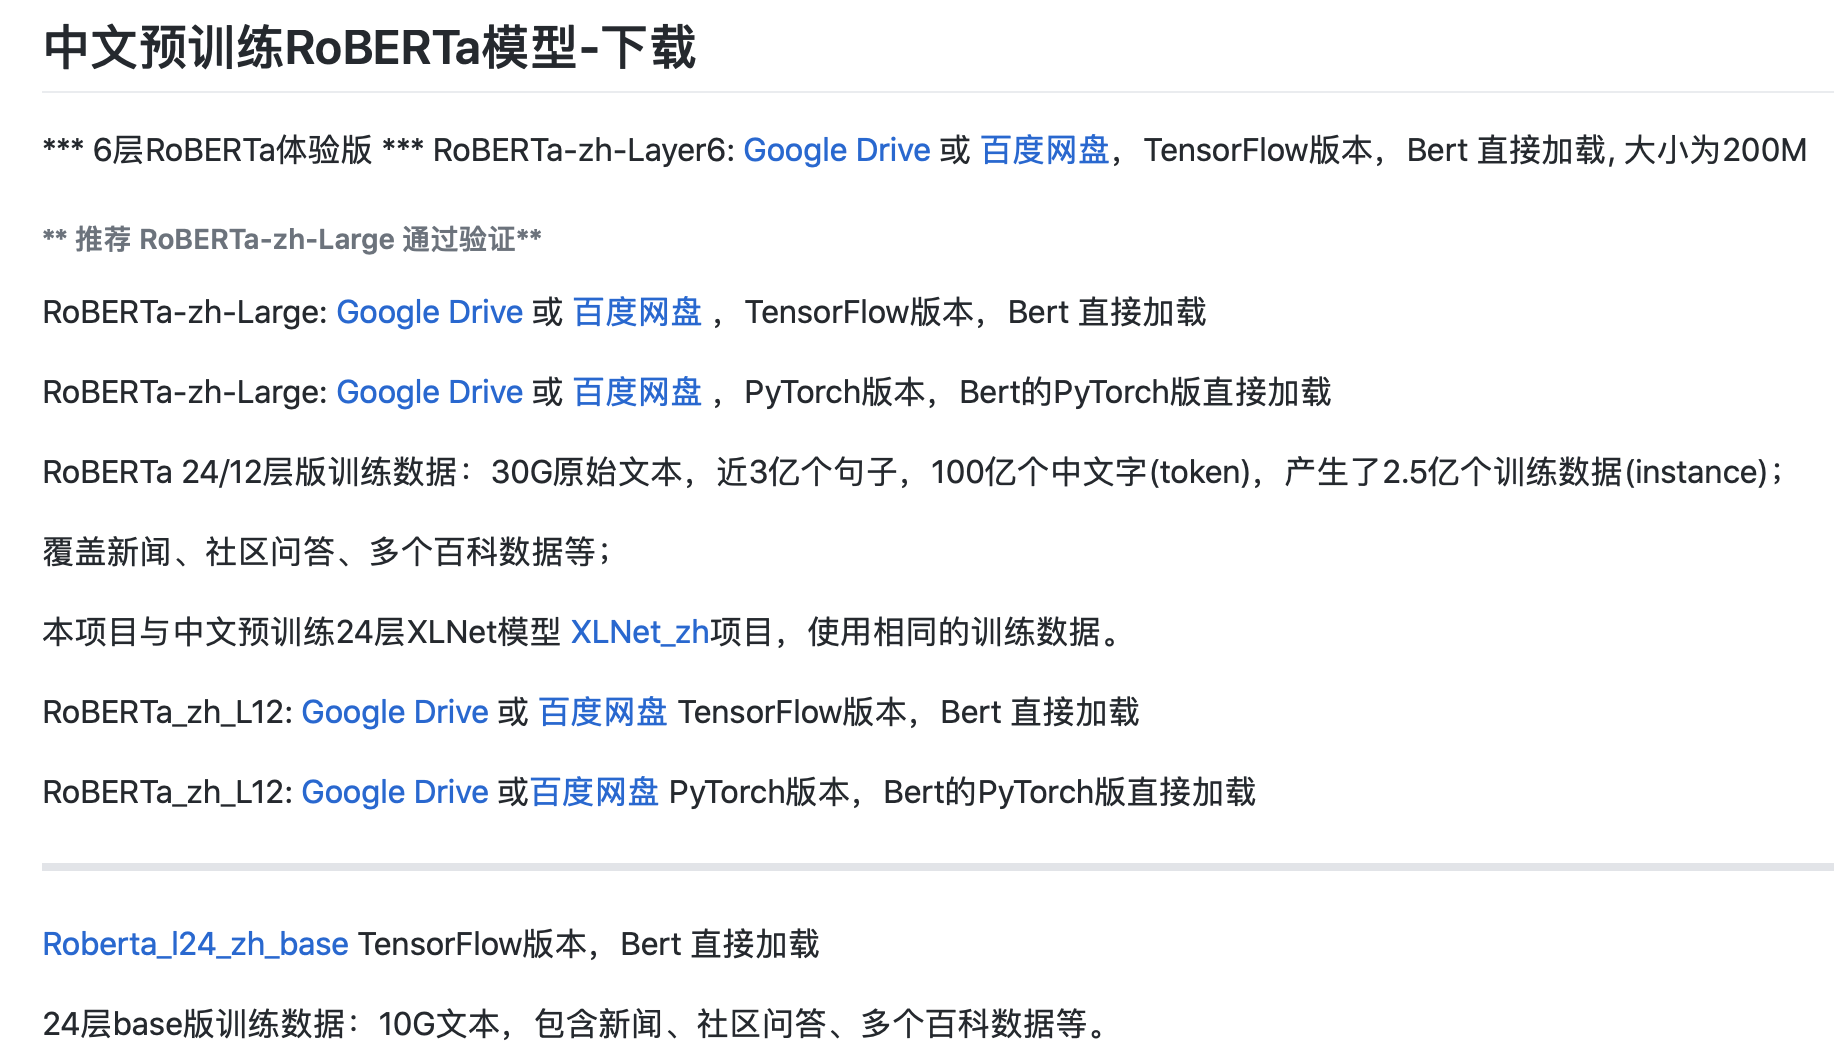 中文预训练RoBERTa模型-下载
*** 6层RoBERTa体验版 *** RoBERTa-zh-Layer6: Google Drive 或 百度网盘，TensorFlow版本，Bert 直接加载, 大小为200M
** 推荐 RoBERTa-zh-Large 通过验证**
RoBERTa-zh-Large: Google Drive 或 百度网盘 ，TensorFlow版本，Bert 直接加载
RoBERTa-zh-Large: Google Drive 或 百度网盘 ，PyTorch版本，Bert的PyTorch版直接加载
RoBERTa 24/12层版训练数据：30G原始文本，近3亿个句子，100亿个中文字(token)，产生了2.5亿个训练数据(instance)；
覆盖新闻、社区问答、多个百科数据等；
本项目与中文预训练24层XLNet模型 XLNet_zh项目，使用相同的训练数据。
RoBERTa_zh_L12: Google Drive 或 百度网盘 TensorFlow版本，Bert 直接加载
RoBERTa_zh_L12: Google Drive 或百度网盘 PyTorch版本，Bert的PyTorch版直接加载
Roberta_l24_zh_base TensorFlow版本，Bert 直接加载
24层base版训练数据：10G文本，包含新闻、社区问答、多个百科数据等。